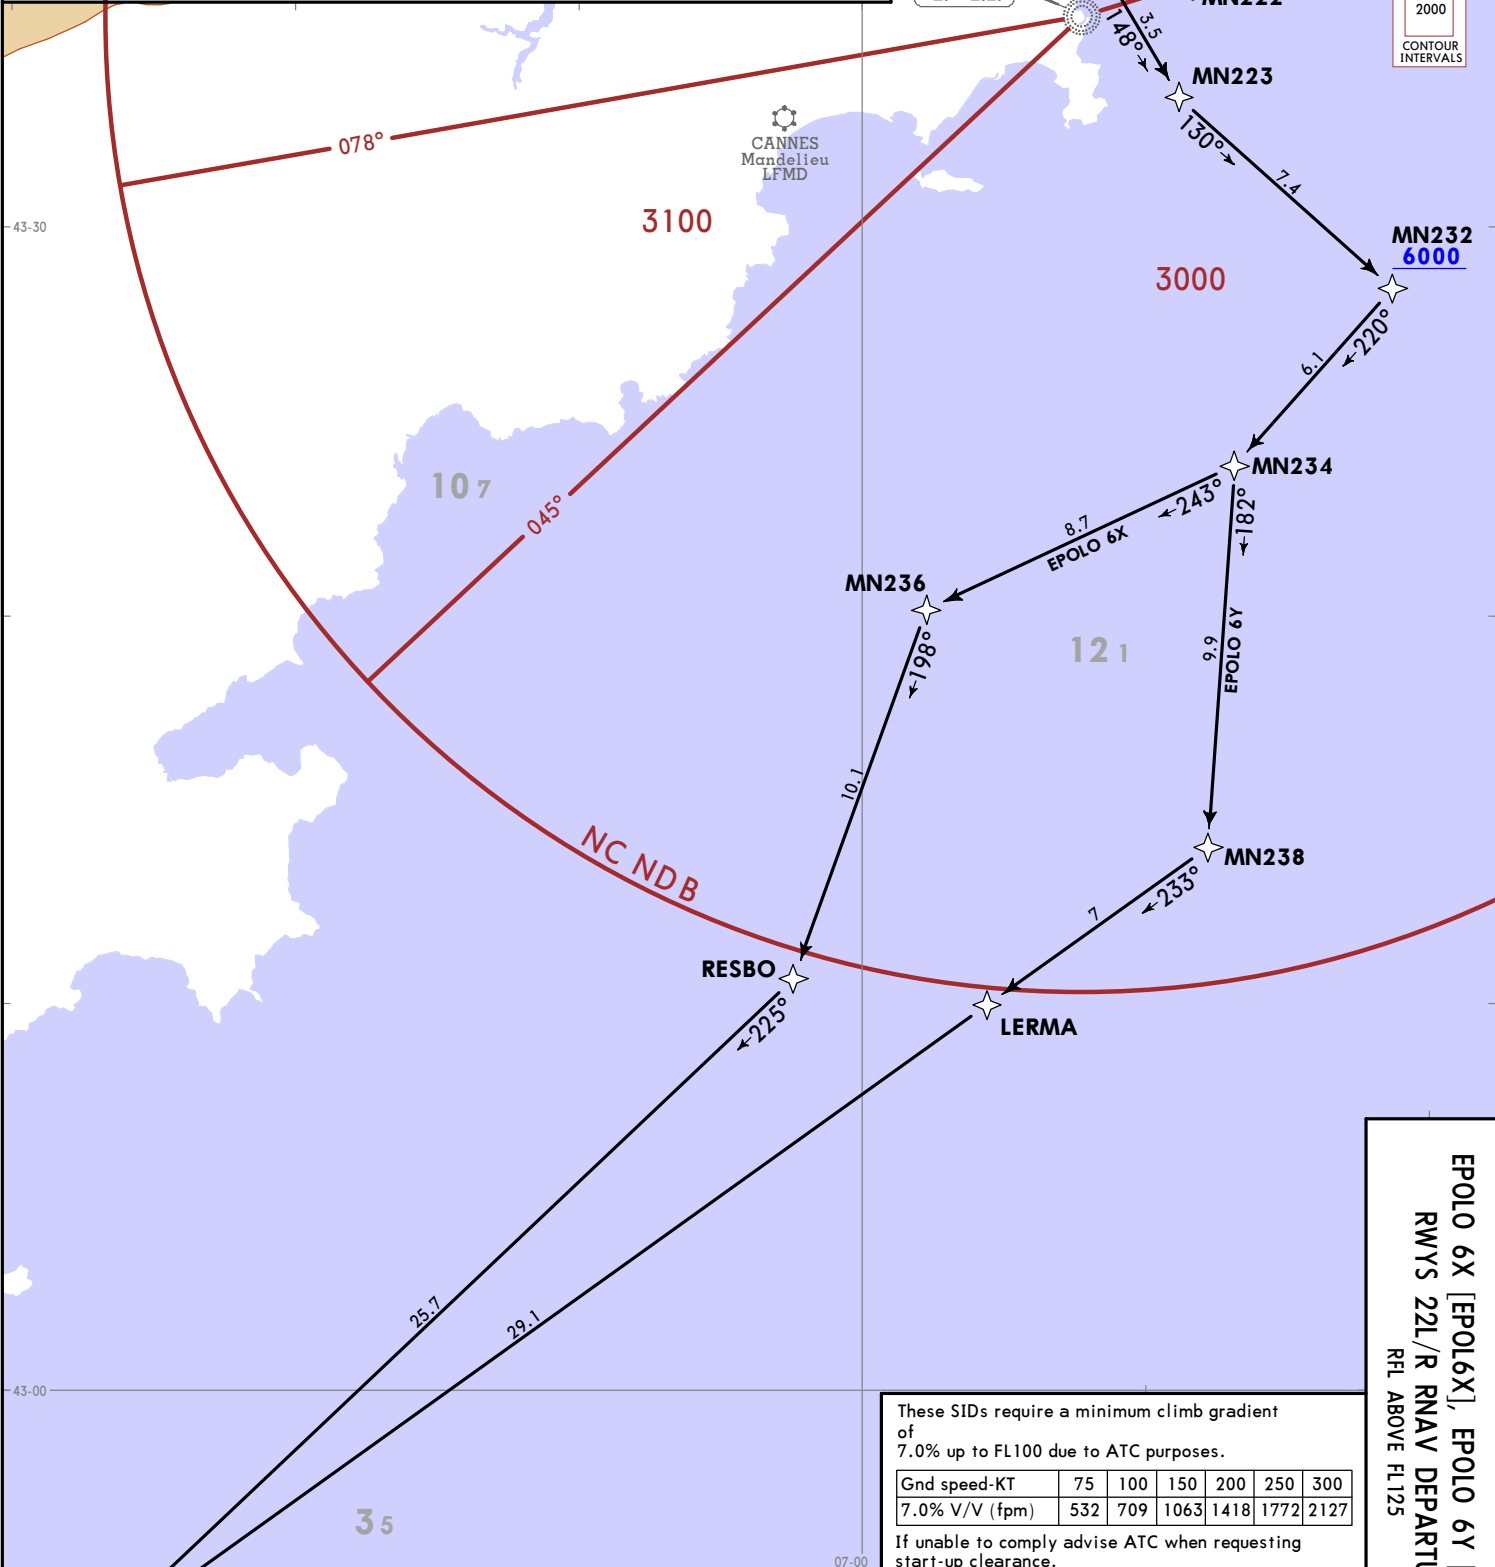 MN222
2000
CONTOUR
INTERVALS
3.5
148°
MN223
130°
7.4
CANNES
Mandelieu
LFMD
078°
3100
43-30
MN232
6000
3000
220°
6.1
MN234
243°
182°
8.7
EPOLO 6X
10 7
045°
MN236
198°
12 1
9.9
EPOLO 6Y
10.1
NC NDB
MN238
233°
7
RESBO
225°
LERMA
25.7
29.1
43-00
3 5
07-00
EPOLO 6X [EPOL6X], EPOLO 6Y
RWYS 22L/R RNAV
RFL ABOVE FL125
These SIDs require a minimum climb gradient
of
7.0% up to FL100 due to ATC purposes.
Gnd speed-KT 75 100 150 200 250 300
7.0% V/V (fpm) 532 709 1063 1418 1772 2127
If unable to comply advise ATC when requesting
start-up clearance.